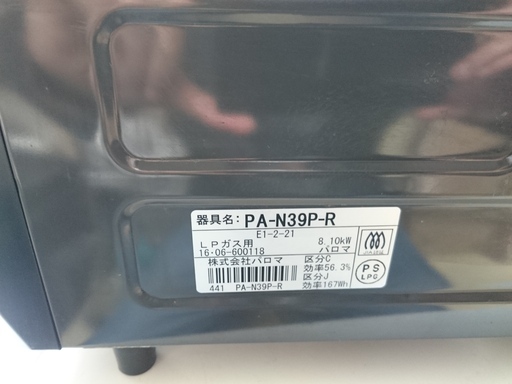 器具名: PA-N39P-R
E1-2-21
LPガス用 8.10kW
16-06-600118 パロマ
株式会社パロマ 区分C
効率56.3%
区分J
441 PA-N39P-R 効率167Wh
PS
LPG